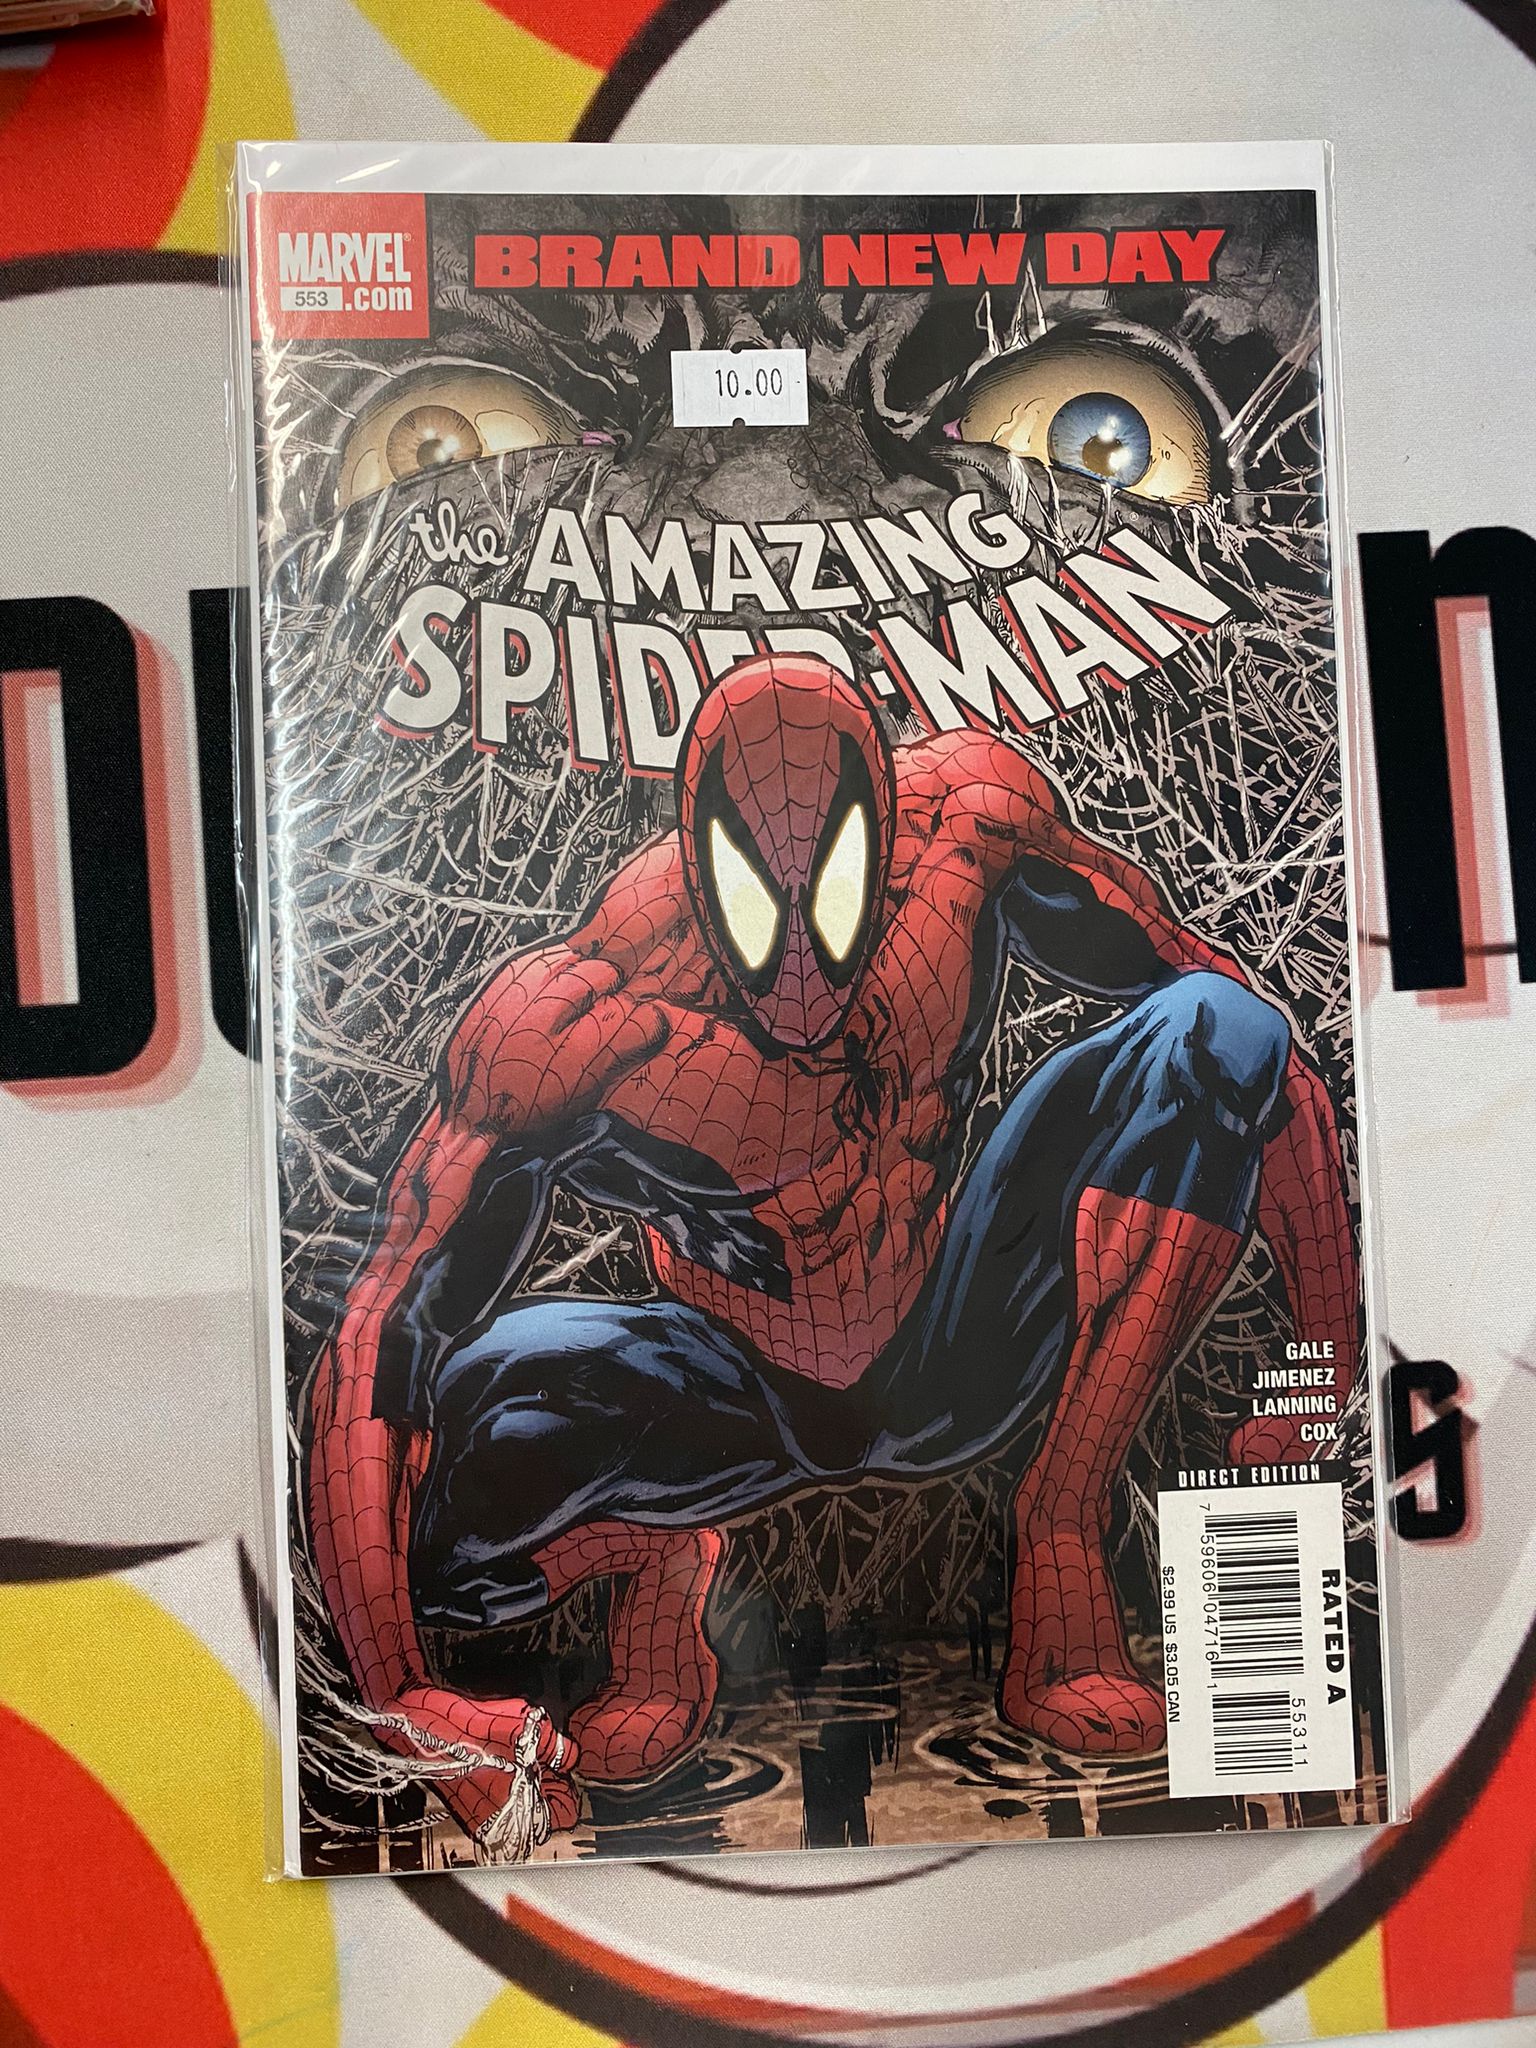 MARVEL®
553 .com
BRAND NEW DAY
10.00
the AMAZING
SPIDER-MAN
GALE
JIMENEZ
LANNING
COX
DIRECT EDITION
7 59606 04716 1
55311
$2.99 US $3.05 CAN
RATED A